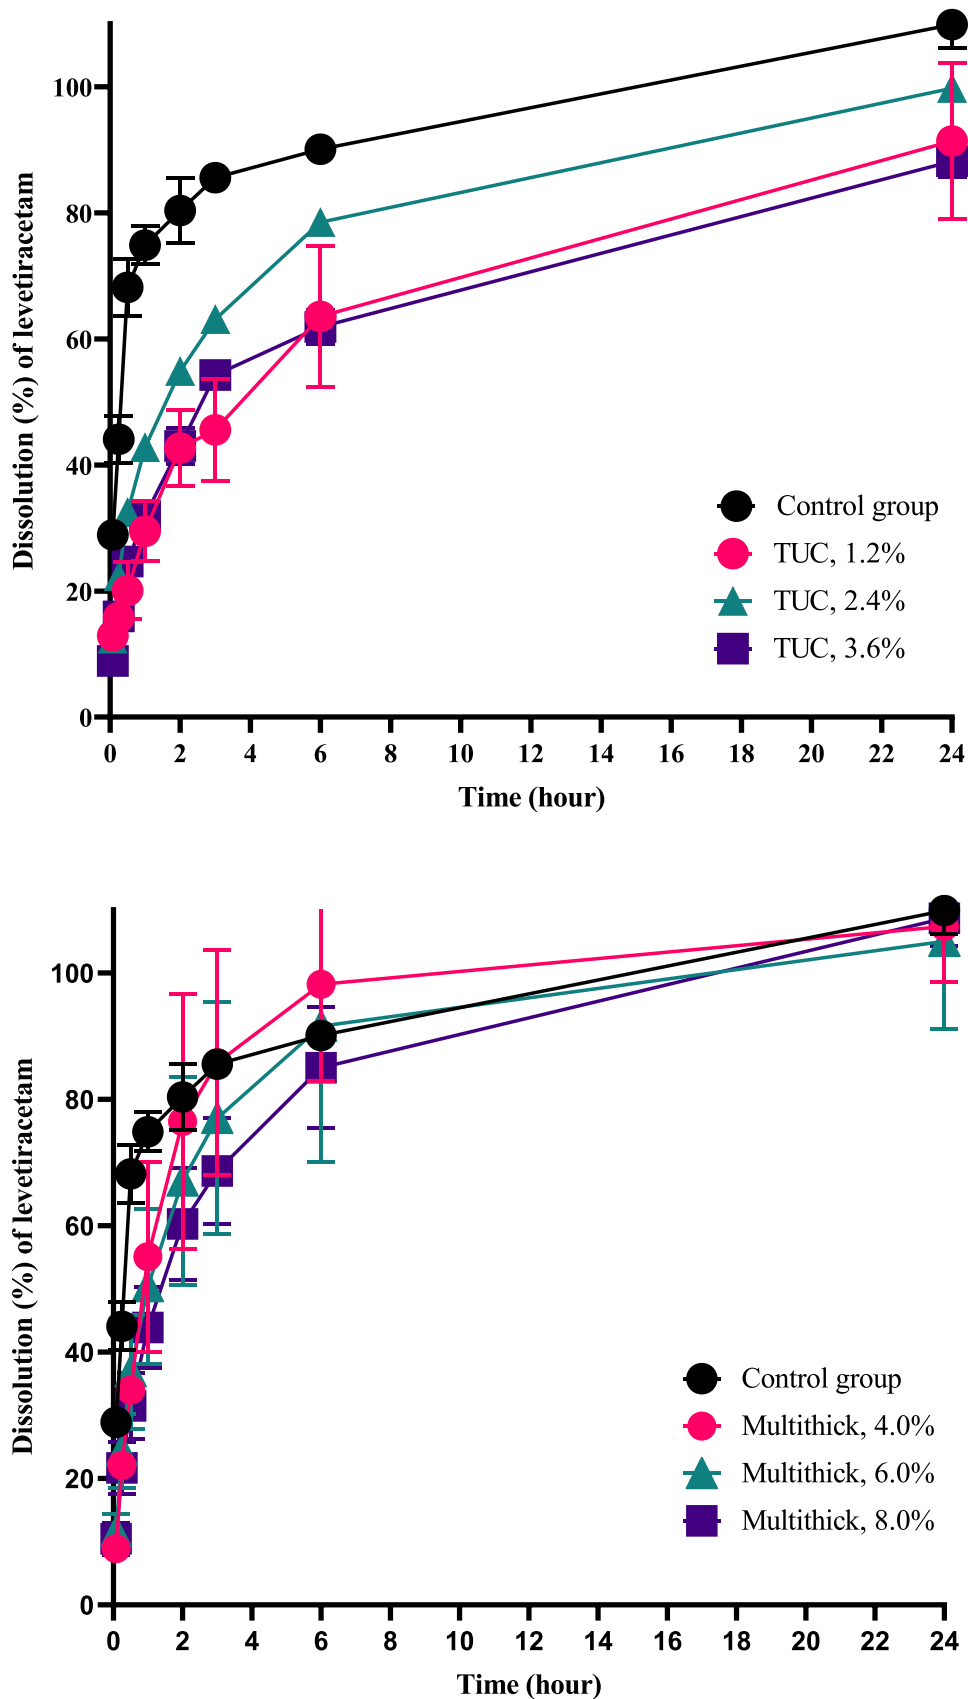 Dissolution (%) of levetiracetam
100
80
60
40
20
0
0 2 4 6 8 10 12 14 16 18 20 22 24
Time (hour)
Control group
TUC, 1.2%
TUC, 2.4%
TUC, 3.6%
Dissolution (%) of levetiracetam
100
80
60
40
20
0
0 2 4 6 8 10 12 14 16 18 20 22 24
Time (hour)
Control group
Multithick, 4.0%
Multithick, 6.0%
Multithick, 8.0%